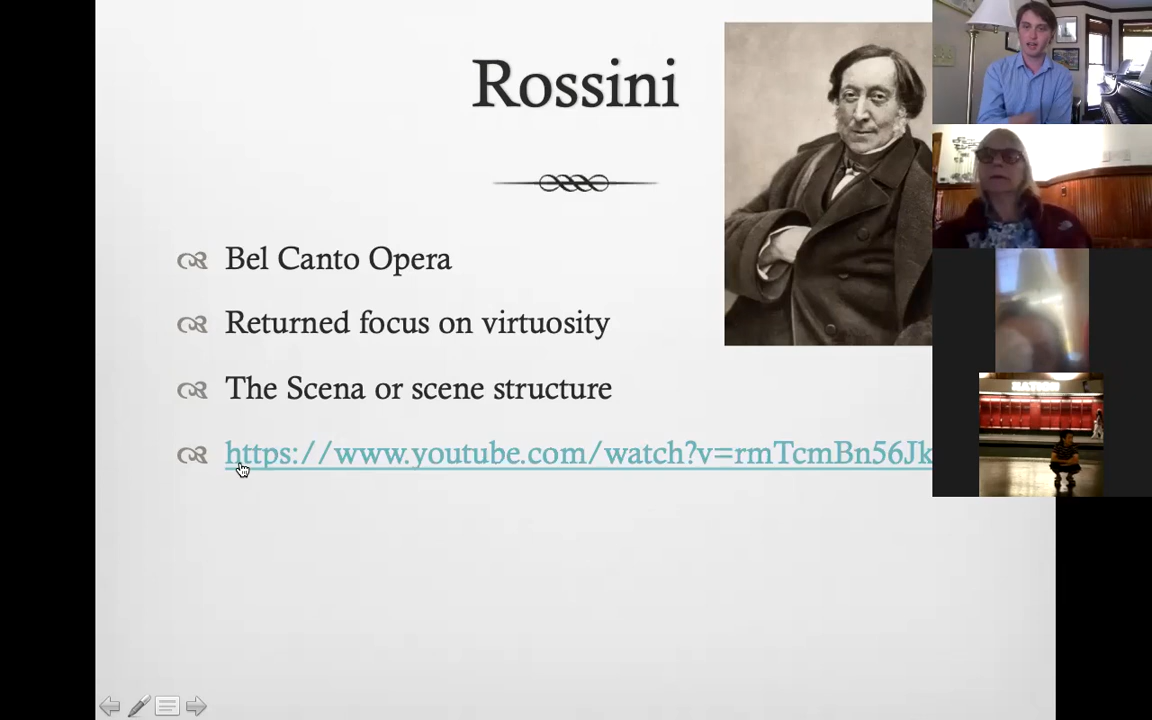 Rossini
Bel Canto Opera
Returned focus on virtuosity
The Scena or scene structure
https://www.youtube.com/watch?v=rmTcmBn56Jk